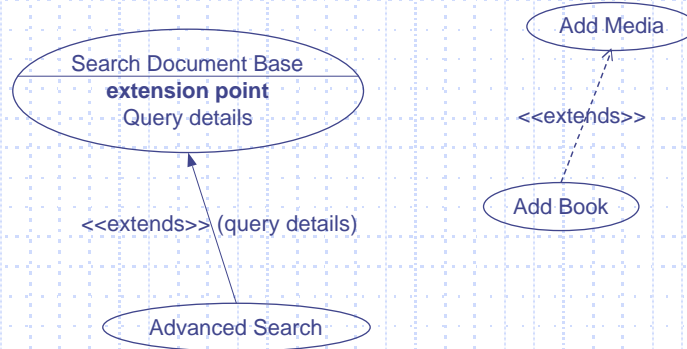 Search Document Base
extension point
Query details
<<extends>> (query details)
Advanced Search
Add Media
<<extends>>
Add Book